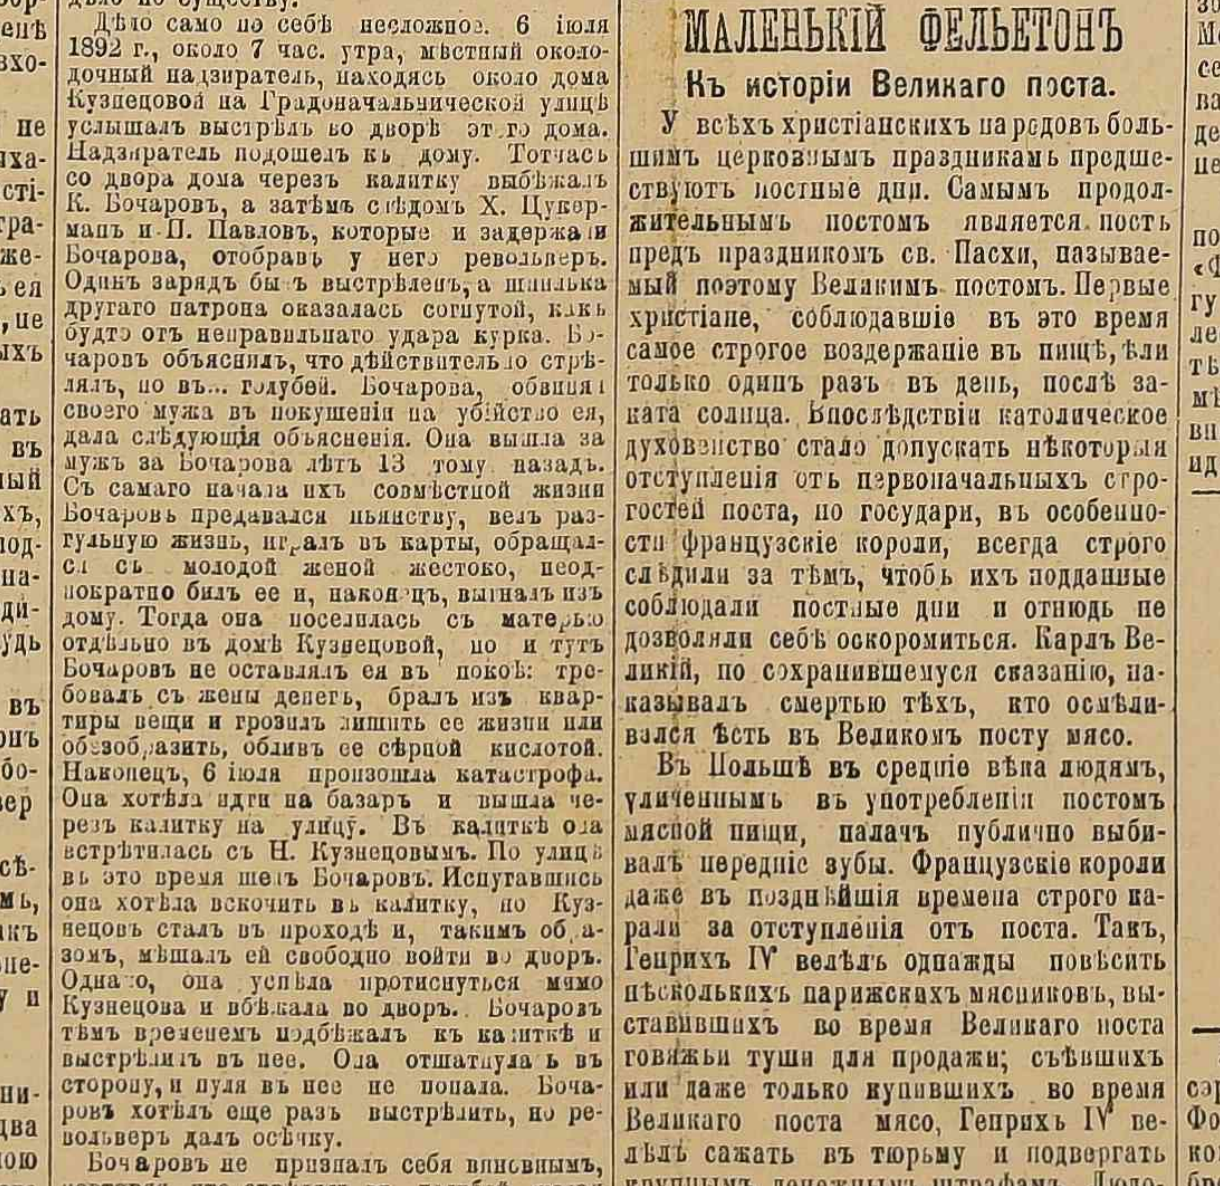 Дѣло само по себѣ несложное. 6 іюля
1892 г., около 7 час. утра, мѣстный около-
дочный надзиратель, находясь около дома
Кузнецовой на Градоначальнической улицѣ
услышалъ выстрѣлъ во дворѣ этого дома.
Надзиратель подошелъ къ дому. Тотчасъ
со двора дома черезъ калитку выбѣжалъ
К. Бочаровъ, а затѣмъ слѣдомъ Х. Цукер-
манъ и П. Павловъ, которые и задержали
Бочарова, отобравъ у него револьверъ.
Одинъ зарядъ былъ выстрѣленъ, а шпилька
другаго патрона оказалась согнутой, какъ
будто отъ неправильнаго удара курка. Бо-
чаровъ объяснилъ, что дѣйствительно стрѣ-
лялъ, но въ... голубей. Бочарова, обвиняя
своего мужа въ покушеніи на убійство ея,
дала слѣдующія объясненія. Она вышла за
мужъ за Бочарова лѣтъ 13 тому назадъ.
Съ самаго начала ихъ совмѣстной жизни
Бочаровъ предавался пьянству, велъ раз-
гульную жизнь, игралъ въ карты, обращал-
ся съ молодой женой жестоко, неод-
нократно билъ ее и, наконецъ, выгналъ изъ
дому. Тогда она поселилась съ матерью
отдѣльно въ домѣ Кузнецовой, но и тутъ
Бочаровъ не оставлялъ ея въ покоѣ: тре-
бовалъ съ жены денегъ, бралъ изъ квар-
тиры вещи и грозилъ лишить ее жизни или
обезобразить, обливъ ее сѣрной кислотой.
Наконецъ, 6 іюля произошла катастрофа.
Она хотѣла идти на базаръ и вышла че-
резъ калитку на улицу. Въ калиткѣ она
встрѣтилась съ Н. Кузнецовымъ. По улицѣ
въ это время шелъ Бочаровъ. Испугавшись
она хотѣла вскочить въ калитку, но Куз-
нецовъ сталъ въ проходѣ и, такимъ обра-
зомъ, мѣшалъ ей свободно войти во дворъ.
Однако, она успѣла протиснуться мимо
Кузнецова и вбѣжала во дворъ. Бочаровъ
тѣмъ временемъ подбѣжалъ къ калиткѣ и
выстрѣлилъ въ нее. Она отшатнулась въ
сторону, и пуля въ нее не попала. Боча-
ровъ хотѣлъ еще разъ выстрѣлить, но ре-
вольверъ далъ осѣчку.
Бочаровъ не призналъ себя виновнымъ,
МАЛЕНЬКІЙ ФЕЛЬЕТОНЪ
Къ исторіи Великаго поста.
У всѣхъ христіанскихъ народовъ боль-
шимъ церковнымъ праздникамъ предше-
ствуютъ постные дни. Самымъ продол-
жительнымъ постомъ является постъ
предъ праздникомъ св. Пасхи, называе-
мый поэтому Великимъ постомъ. Первые
христіане, соблюдавшіе въ это время
самое строгое воздержаніе въ пищѣ, ѣли
только одинъ разъ въ день, послѣ за-
ката солнца. Впослѣдствіи католическое
духовенство стало допускать нѣкоторыя
отступленія отъ первоначальныхъ стро-
гостей поста, но государи, въ особенно-
сти французскіе короли, всегда строго
слѣдили за тѣмъ, чтобъ ихъ подданные
соблюдали постные дни и отнюдь не
дозволяли себѣ оскоромиться. Карлъ Ве-
ликій, по сохранившемуся сказанію, на-
казывалъ смертью тѣхъ, кто осмѣли-
вался ѣсть въ Великомъ посту мясо.
Въ Польшѣ въ средніе вѣка людямъ,
уличеннымъ въ употребленіи постомъ
мясной пищи, палачъ публично выби-
валъ передніе зубы. Французскіе короли
даже въ позднѣйшія времена строго ка-
рали за отступленія отъ поста. Такъ,
Генрихъ IV велѣлъ однажды повѣсить
нѣсколькихъ парижскихъ мясниковъ, вы-
ставившихъ во время Великаго поста
говяжьи туши для продажи; съѣвшихъ
или даже только купившихъ во время
Великаго поста мясо, Генрихъ IV ве-
лѣлъ сажать въ тюрьму и подвергать
крупнымъ денежнымъ штрафамъ.